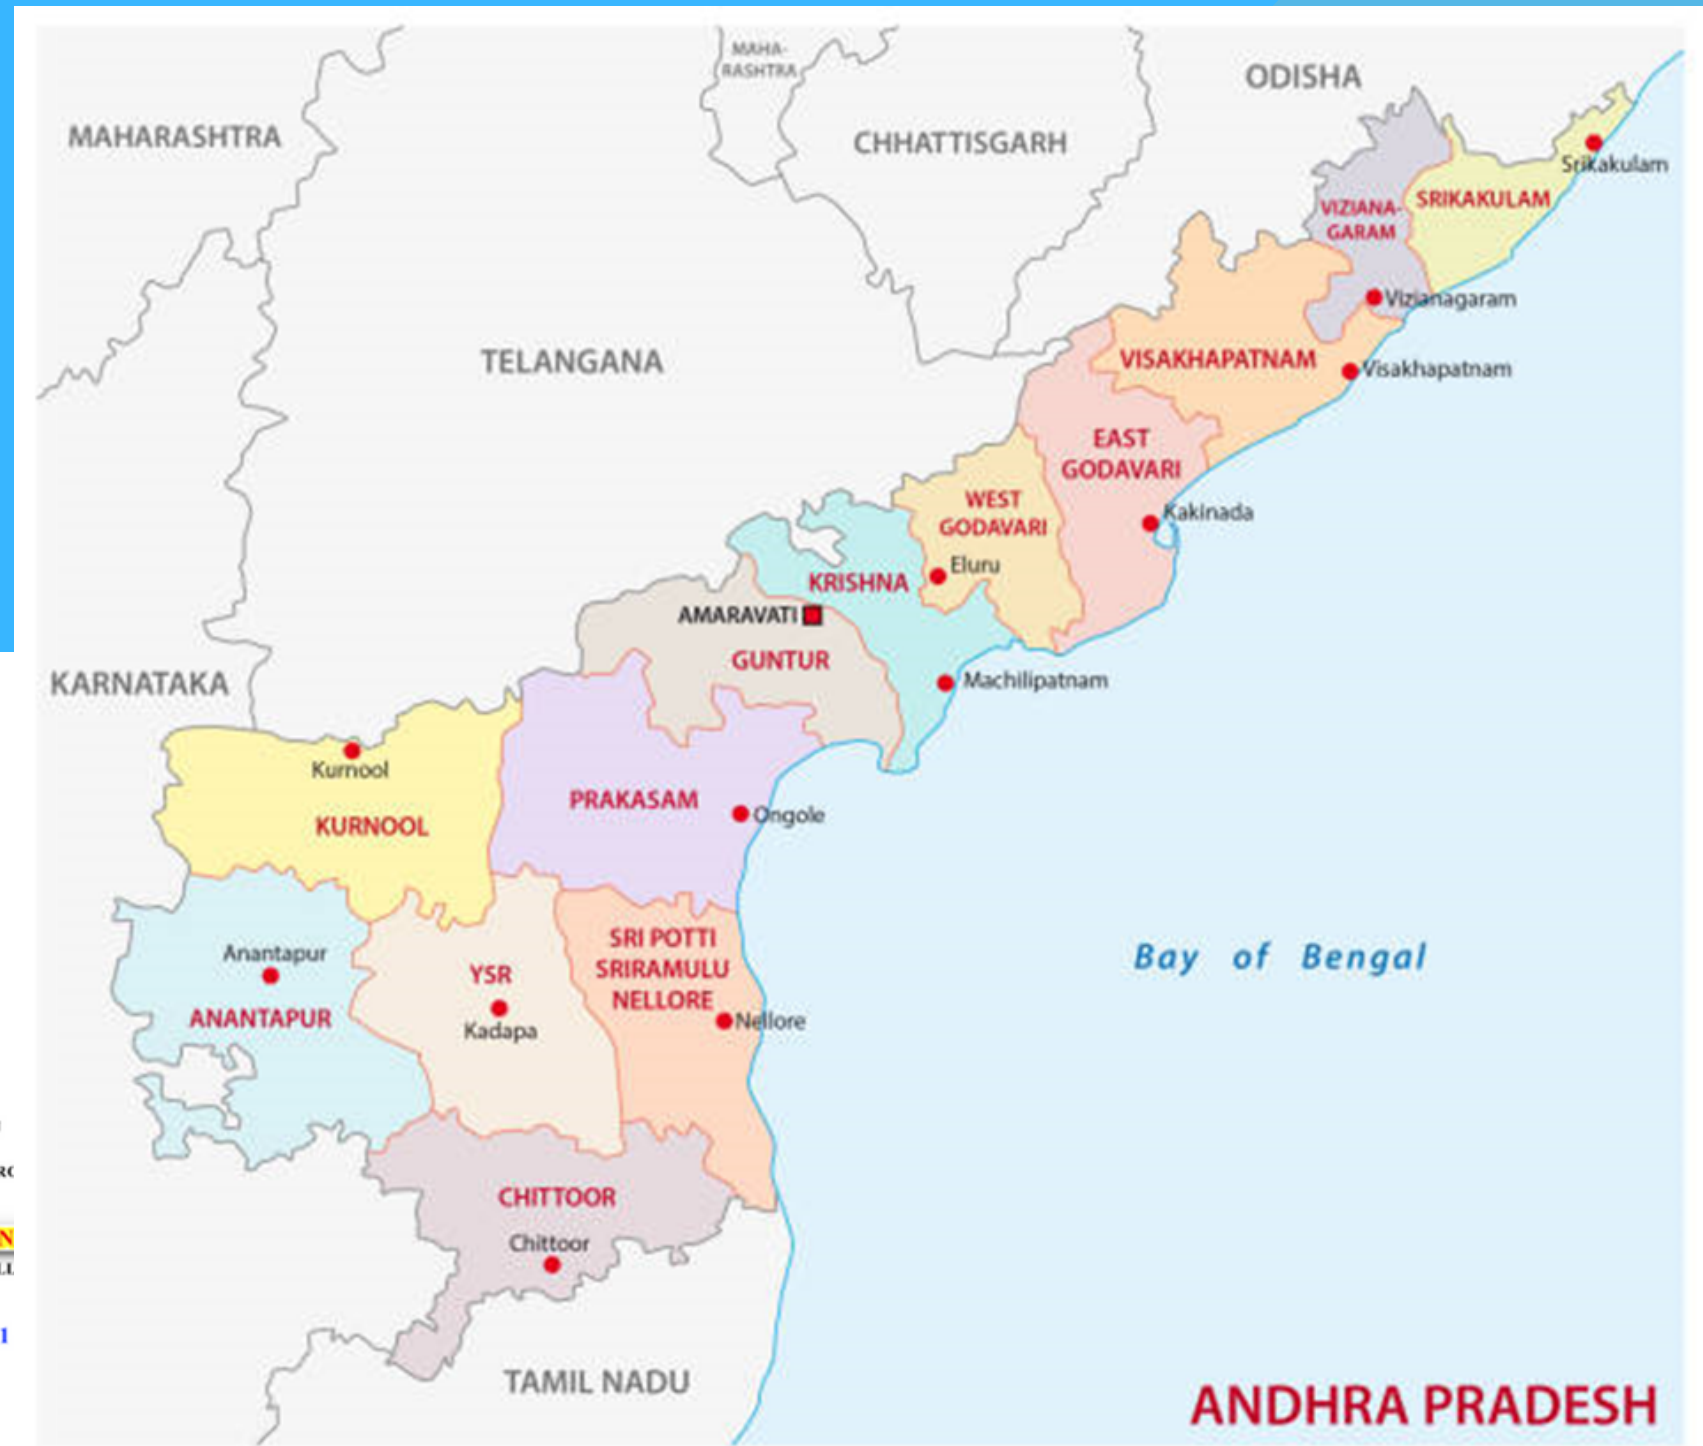 MAHA-
RASHTRA
ODISHA
MAHARASHTRA
CHHATTISGARH
Srikakulam
SRIKAKULAM
VIZIANA-
GARAM
Vizianagaram
TELANGANA
VISAKHAPATNAM
Visakhapatnam
EAST
GODAVARI
WEST
GODAVARI
Kakinada
Eluru
KRISHNA
AMARAVATI
GUNTUR
KARNATAKA
Machilipatnam
Kurnool
KURNOOL
PRAKASAM
Ongole
SRI POTTI
SRIRAMULU
NELLORE
Nellore
Anantapur
ANANTAPUR
YSR
Kadapa
Bay of Bengal
CHITTOOR
Chittoor
TAMIL NADU
ANDHRA PRADESH